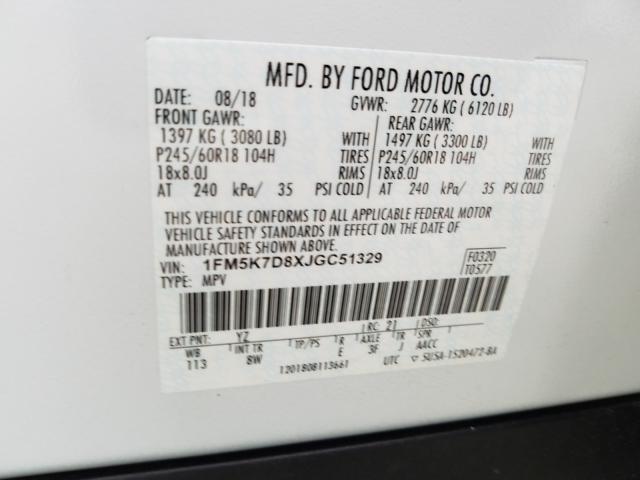 MFD. BY FORD MOTOR CO.
DATE: 08/18 GVWR: 2776 KG ( 6120 LB)
FRONT GAWR: REAR GAWR:
1397 KG ( 3080 LB) WITH 1497 KG ( 3300 LB) WITH
P245/60R18 104H TIRES P245/60R18 104H TIRES
18x8.0J RIMS 18x8.0J RIMS
AT 240 kPa/ 35 PSI COLD AT 240 kPa/ 35 PSI COLD
THIS VEHICLE CONFORMS TO ALL APPLICABLE FEDERAL MOTOR
VEHICLE SAFETY STANDARDS IN EFFECT ON THE DATE OF
MANUFACTURE SHOWN ABOVE.
VIN: 1FM5K7D8XJGC51329 F0320
TYPE: MPV T0577
EXT PNT: YZ RC: 21 DSO:
WB INT TR TP/PS R AXLE TR
113 8W E 3F J AACC
1201808113661 UTC 5USA-1520472-BA